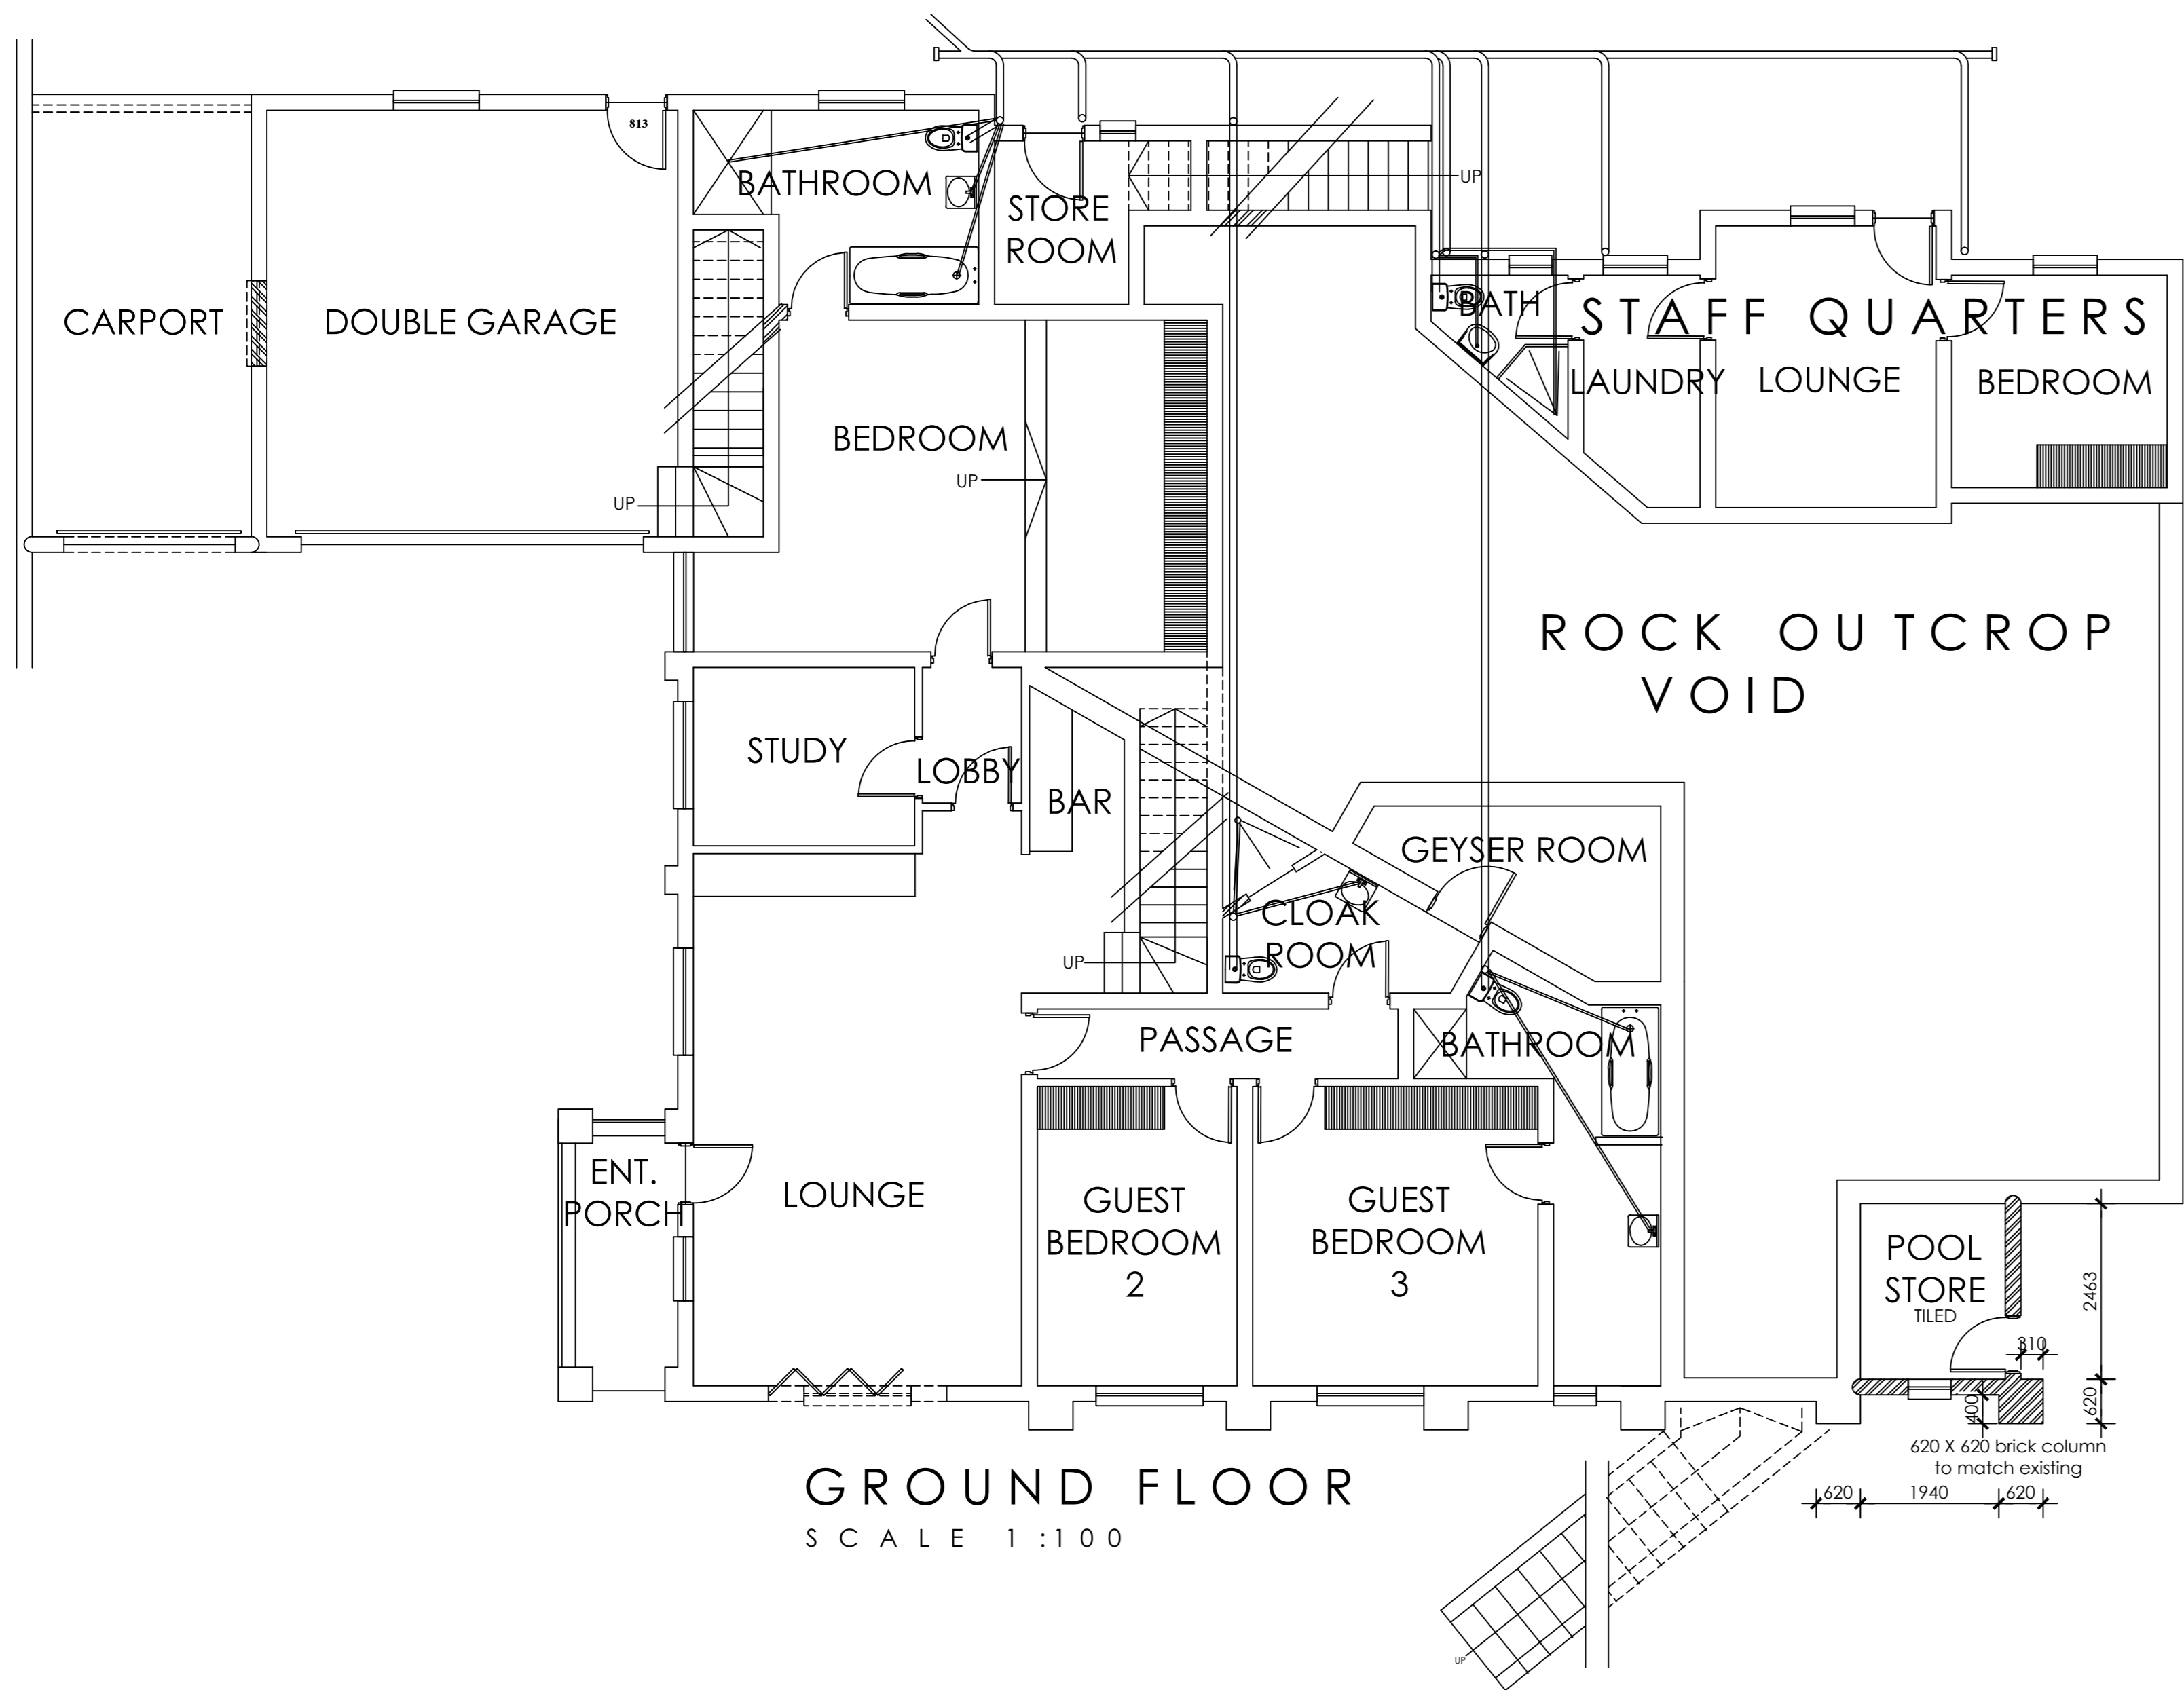 813
BATHROOM
UP
STORE
ROOM
CARPORT
DOUBLE GARAGE
BATH
STAFF QUARTERS
LAUNDRY
LOUNGE
BEDROOM
BEDROOM
UP
UP
ROCK OUTCROP
VOID
STUDY
LOBBY
BAR
GEYSER ROOM
CLOAK
ROOM
UP
PASSAGE
BATHROOM
ENT.
PORCH
LOUNGE
GUEST
BEDROOM
2
GUEST
BEDROOM
3
POOL
STORE
TILED
2463
310
400
620
620 X 620 brick column
to match existing
620
1940
620
GROUND FLOOR
SCALE 1:100
UP